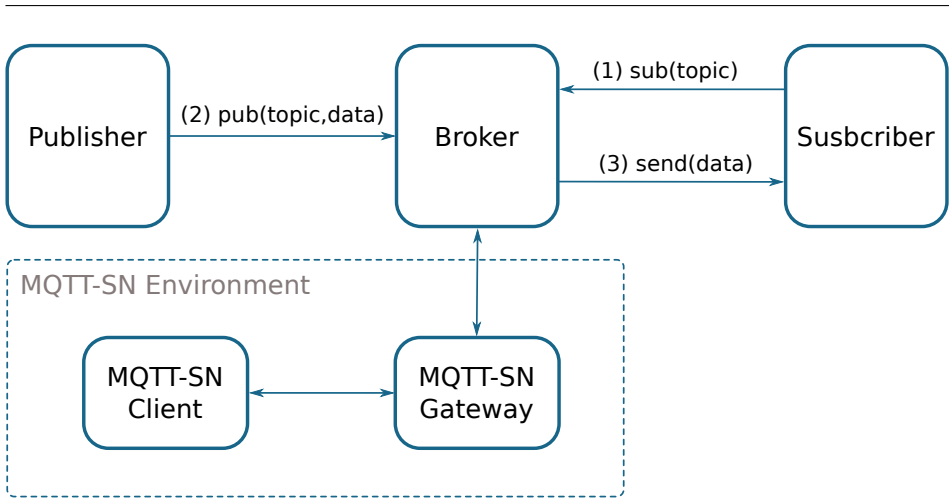 (1) sub(topic)
(2) pub(topic,data)
Publisher
Broker
Susbcriber
(3) send(data)
MQTT-SN Environment
MQTT-SN
Client
MQTT-SN
Gateway